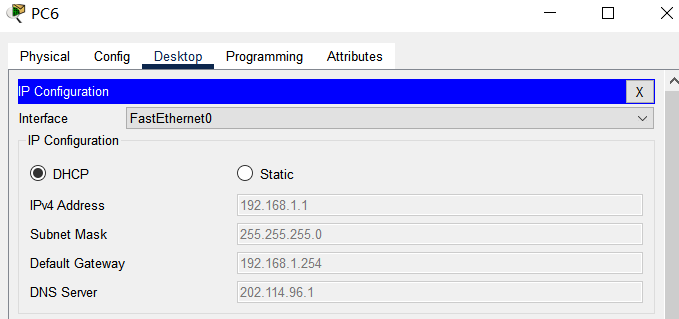 PC6
Physical Config Desktop Programming Attributes
IP Configuration X
Interface FastEthernet0
IP Configuration
DHCP Static
IPv4 Address 192.168.1.1
Subnet Mask 255.255.255.0
Default Gateway 192.168.1.254
DNS Server 202.114.96.1